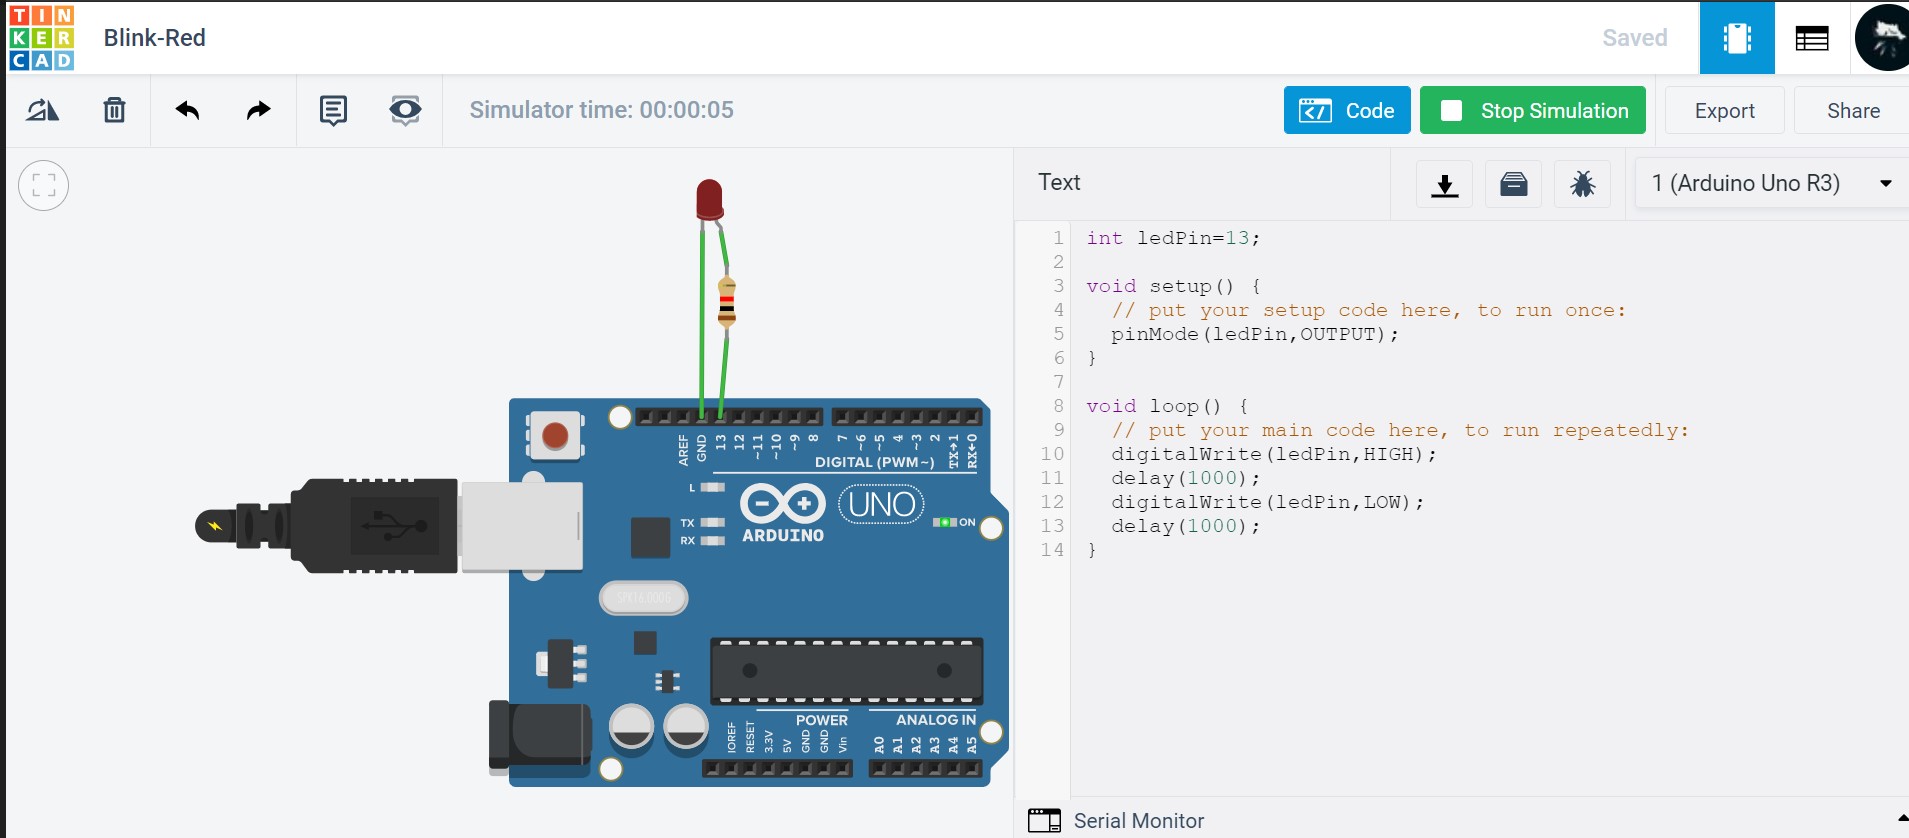 TIN
KER
CAD
Blink-Red
Saved
Simulator time: 00:00:05
Code
Stop Simulation
Export
Share
Text
1 (Arduino Uno R3)
1 int ledPin=13;
2
3 void setup() {
4 // put your setup code here, to run once:
5 pinMode(ledPin,OUTPUT);
6 }
7
8 void loop() {
9 // put your main code here, to run repeatedly:
10 digitalWrite(ledPin,HIGH);
11 delay(1000);
12 digitalWrite(ledPin,LOW);
13 delay(1000);
14 }
AREF GND 13 12 ~11 ~10 ~9 8 7 ~6 ~5 4 ~3 2 TX→1 RX←0
DIGITAL (PWM~)
L
UNO
TX
ON
RX
ARDUINO
SPK16.000G
POWER
ANALOG IN
IOREF RESET 3.3V 5V GND GND Vin A0 A1 A2 A3 A4 A5
Serial Monitor